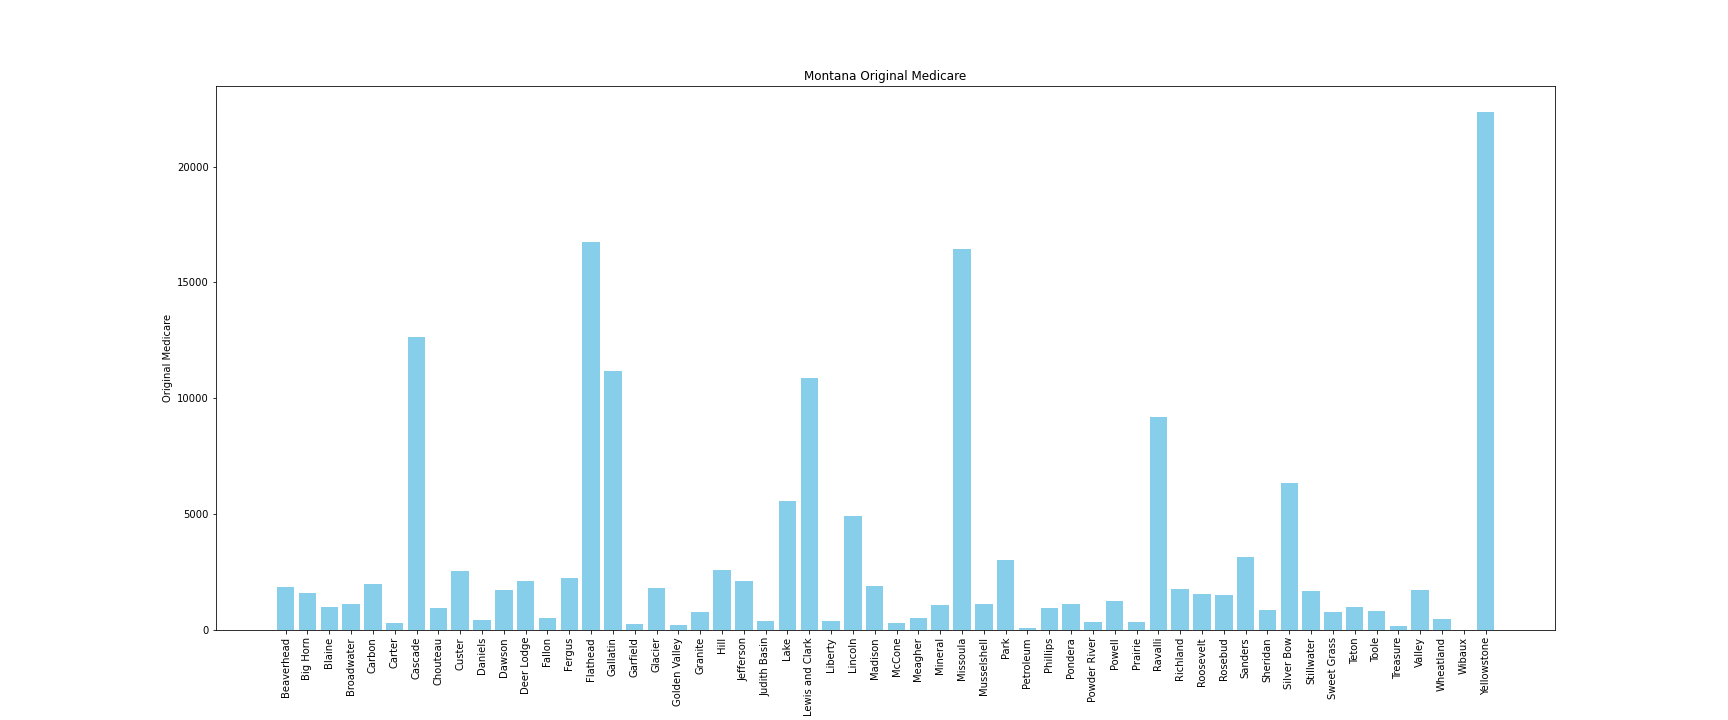 Montana Original Medicare
Original Medicare
20000
15000
10000
5000
0
Beaverhead
Big Horn
Blaine
Broadwater
Carbon
Carter
Cascade
Chouteau
Custer
Daniels
Dawson
Deer Lodge
Fallon
Fergus
Flathead
Gallatin
Garfield
Glacier
Golden Valley
Granite
Hill
Jefferson
Judith Basin
Lake
Lewis and Clark
Liberty
Lincoln
Madison
McCone
Meagher
Mineral
Missoula
Musselshell
Park
Petroleum
Phillips
Pondera
Powder River
Powell
Prairie
Ravalli
Richland
Roosevelt
Rosebud
Sanders
Sheridan
Silver Bow
Stillwater
Sweet Grass
Teton
Toole
Treasure
Valley
Wheatland
Wibaux
Yellowstone